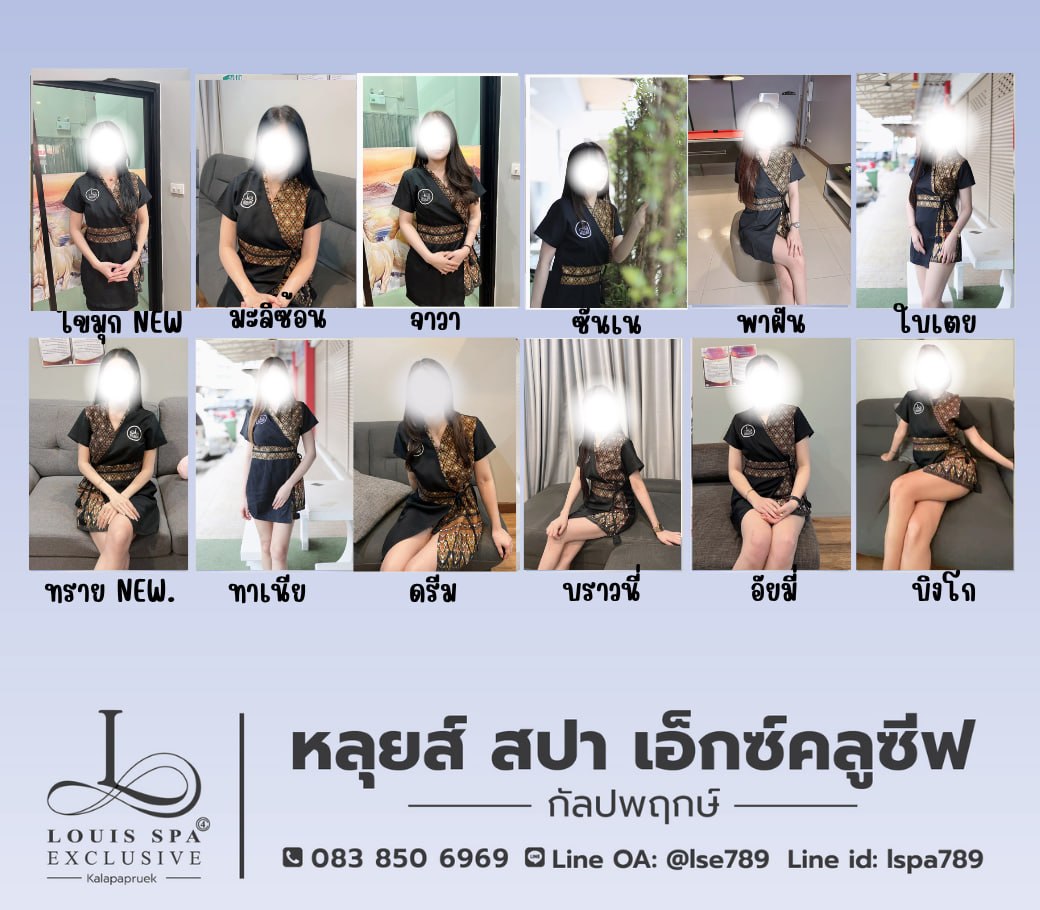 ไข่มุก NEW
มะลิซ้อน
จาวา
ซันเน
พาฝัน
ใบเตย
ทราย NEW.
ทาเนีย
ดรีม
บราวนี่
อัยมี่
บิงโก
L
LOUIS SPA
4
EXCLUSIVE
Kalapapruek
หลุยส์ สปา เอ็กซ์คลูซีฟ
กัลปพฤกษ์
083 850 6969 Line OA: @lse789 Line id: lspa789